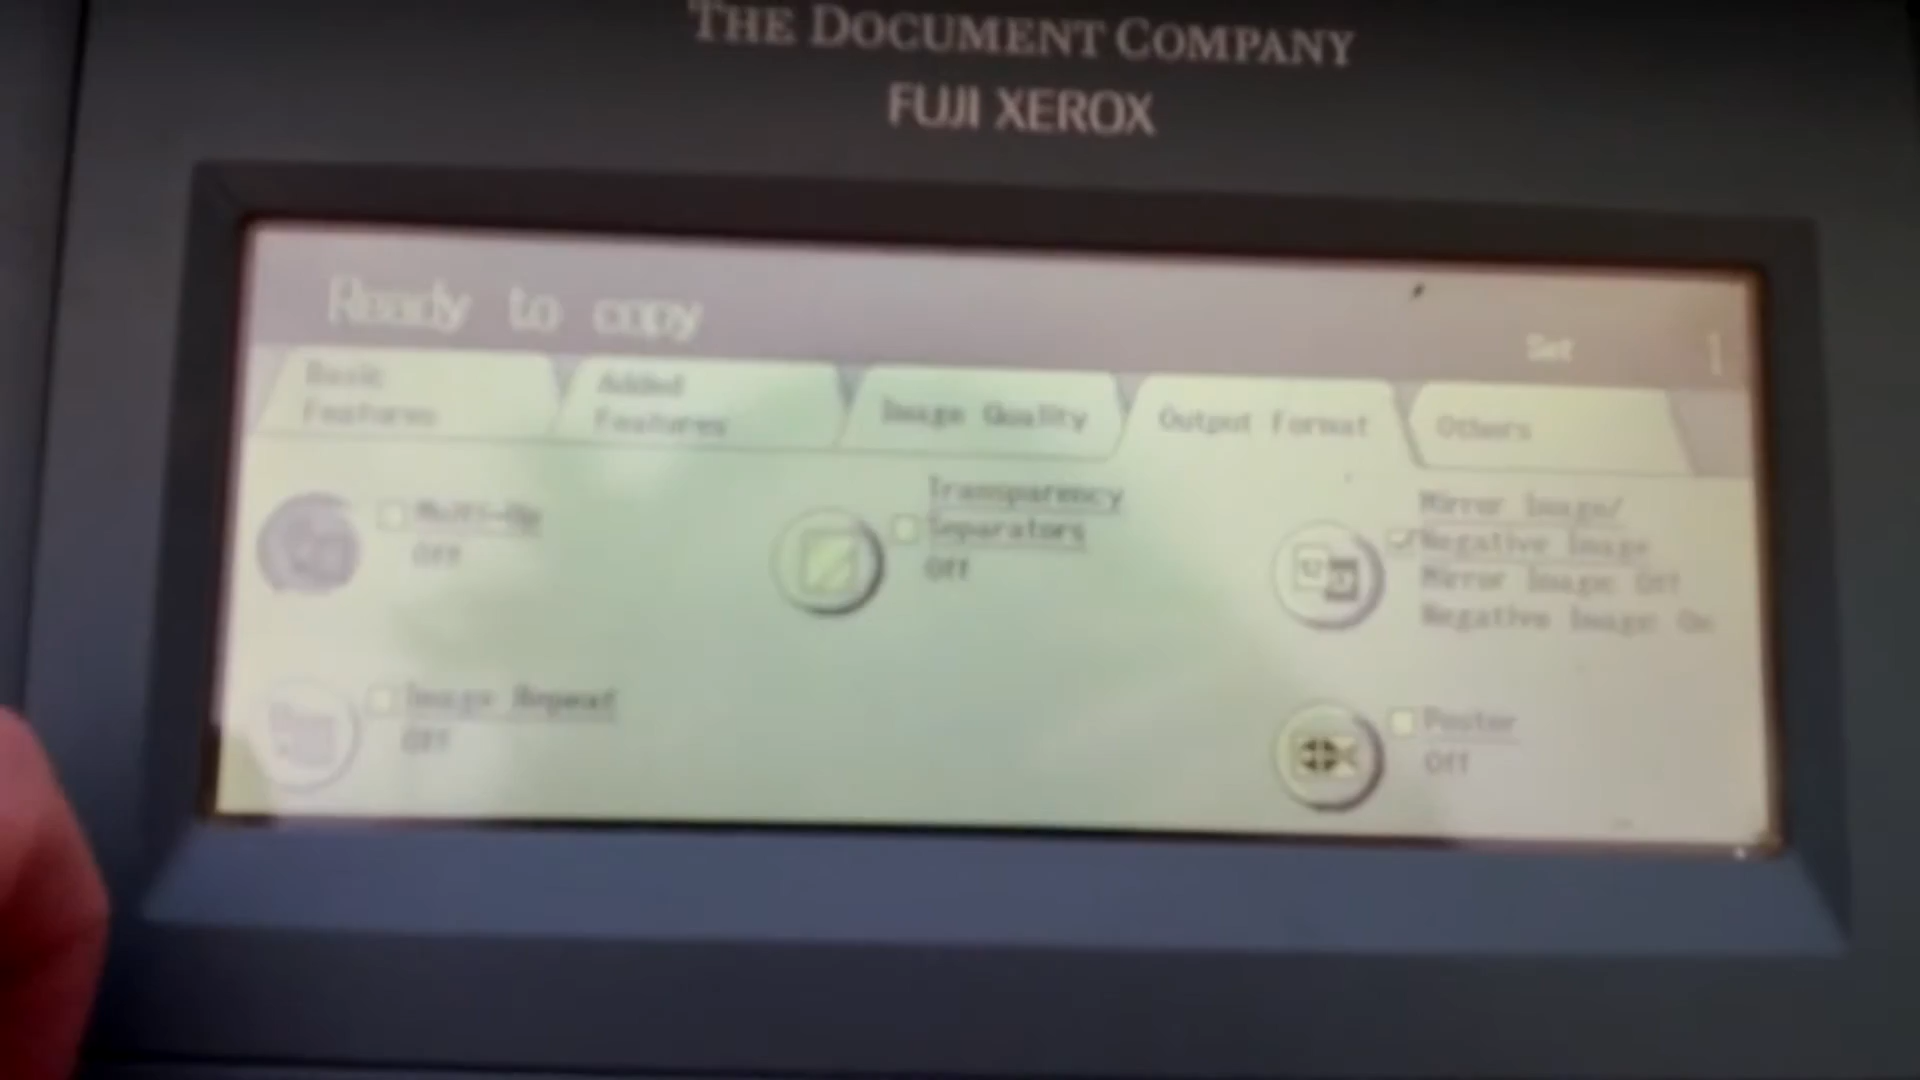 THE DOCUMENT COMPANY
FUJI XEROX
Ready to copy
Set 1
Basic Features
Added Features
Image Quality
Output Format
Others
Multi-Up
Off
Transparency
Separators
Off
Mirror Image/
Negative Image
Mirror Image: Off
Negative Image: On
Image Repeat
Off
Poster
Off